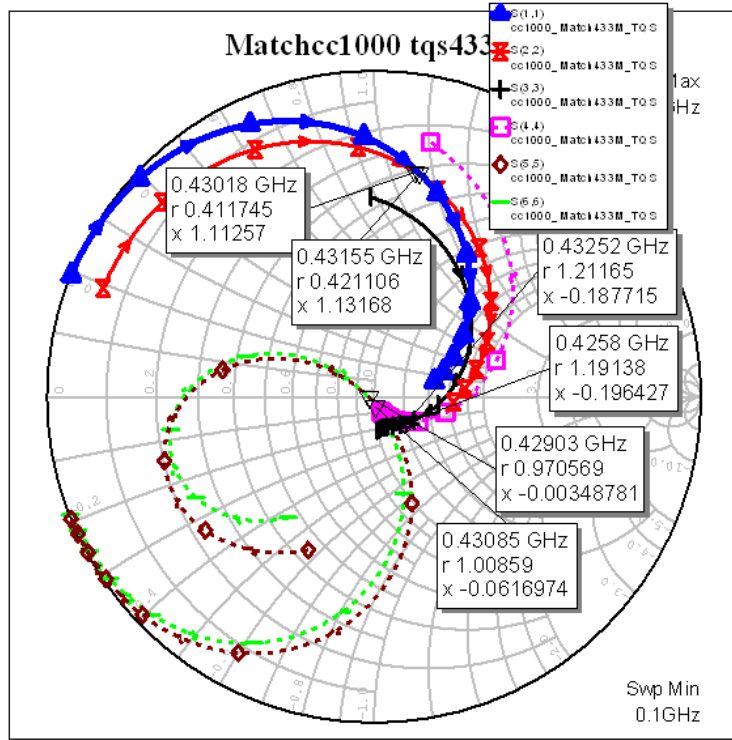 Matchcc1000 tqs433
S(1,1)
cc1000_Match433M_TQS
S(2,2)
cc1000_Match433M_TQS
S(3,3)
cc1000_Match433M_TQS
S(4,4)
cc1000_Match433M_TQS
S(5,5)
cc1000_Match433M_TQS
S(6,6)
cc1000_Match433M_TQS
Max
GHz
0.43018 GHz
r 0.411745
x 1.11257
0.43155 GHz
r 0.421106
x 1.13168
0.43252 GHz
r 1.21165
x -0.187715
0.4258 GHz
r 1.19138
x -0.196427
0.42903 GHz
r 0.970569
x -0.00348781
0.43085 GHz
r 1.00859
x -0.0616974
Swp Min
0.1GHz